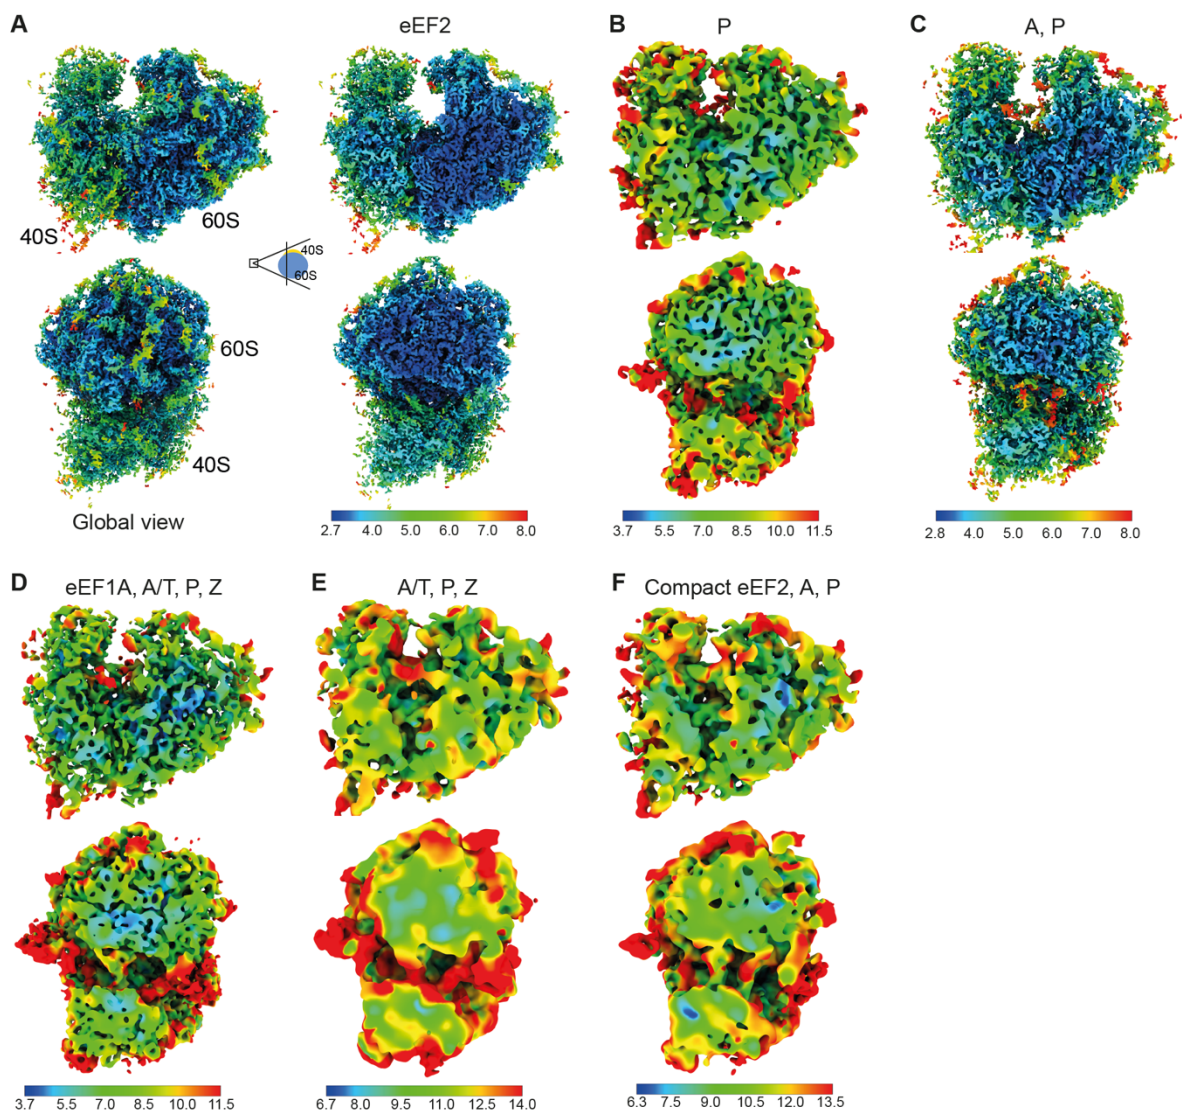 A
eEF2
40S
60S
40S
60S
60S
40S
Global view
2.7 4.0 5.0 6.0 7.0 8.0
B
P
3.7 5.5 7.0 8.5 10.0 11.5
C
A, P
2.8 4.0 5.0 6.0 7.0 8.0
D
eEF1A, A/T, P, Z
3.7 5.5 7.0 8.5 10.0 11.5
E
A/T, P, Z
6.7 8.0 9.5 11.0 12.5 14.0
F
Compact eEF2, A, P
6.3 7.5 9.0 10.5 12.0 13.5